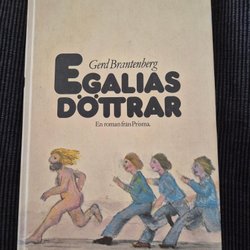 Gerd Brantenberg
EGALIAS
DÖTTRAR
En roman från Prisma.